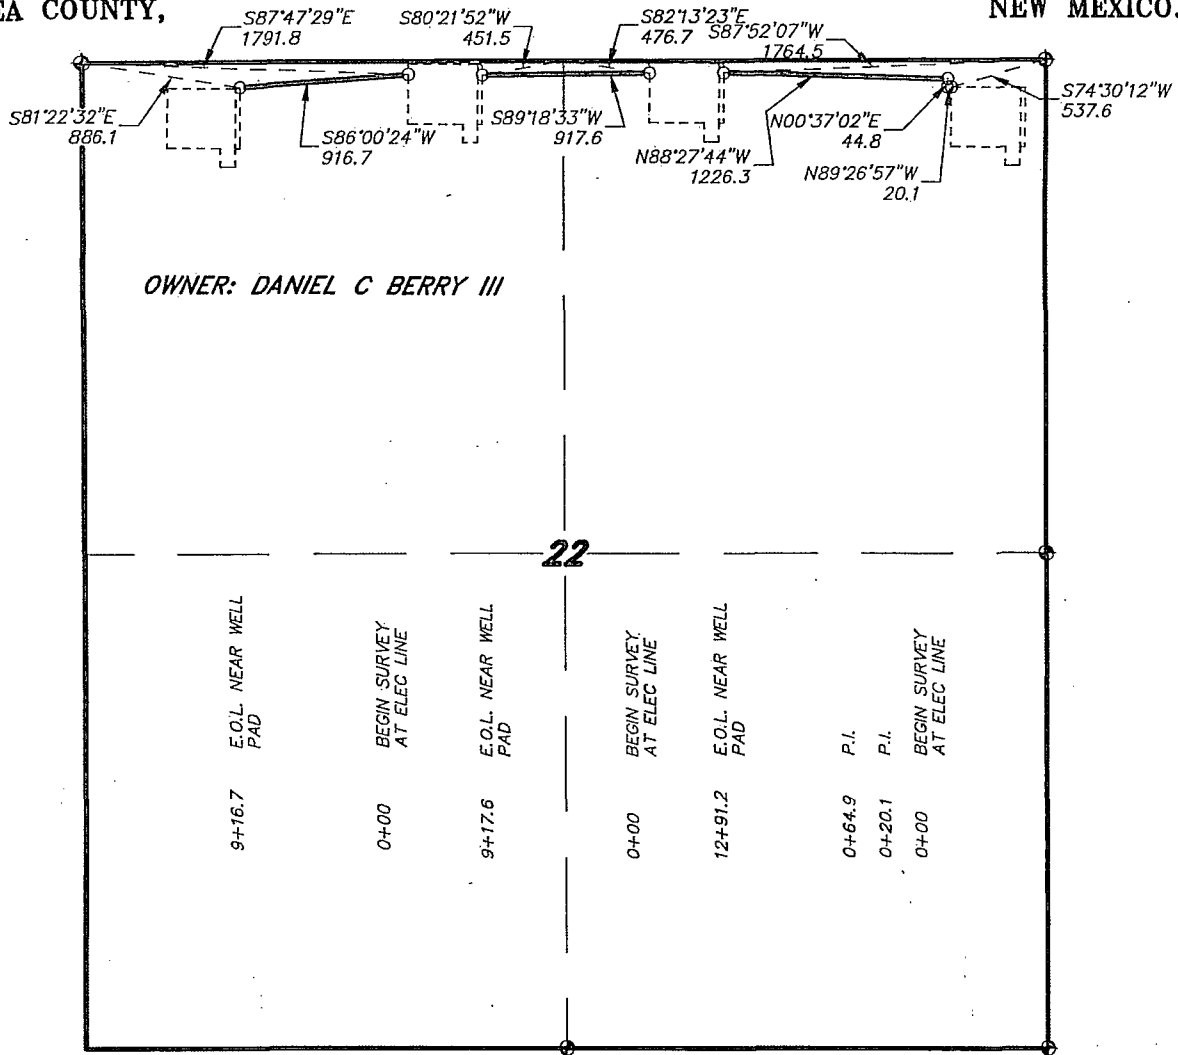 EA COUNTY,
NEW MEXICO.
S87°47'29"E
1791.8
S80°21'52"W
451.5
S82°13'23"E
476.7
S87°52'07"W
1764.5
S81°22'32"E
886.1
S86°00'24"W
916.7
S89°18'33"W
917.6
N88°27'44"W
1226.3
N00°37'02"E
44.8
N89°26'57"W
20.1
S74°30'12"W
537.6
OWNER: DANIEL C BERRY III
22
9+16.7 E.O.L. NEAR WELL
PAD
0+00 BEGIN SURVEY
AT ELEC LINE
9+17.6 E.O.L. NEAR WELL
PAD
0+00 BEGIN SURVEY
AT ELEC LINE
12+91.2 E.O.L. NEAR WELL
PAD
0+64.9 P.I.
0+20.1 P.I.
0+00 BEGIN SURVEY
AT ELEC LINE